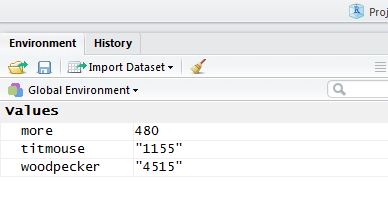 Proj
Environment History
Import Dataset
Global Environment
Values
more 480
titmouse "1155"
woodpecker "4515"